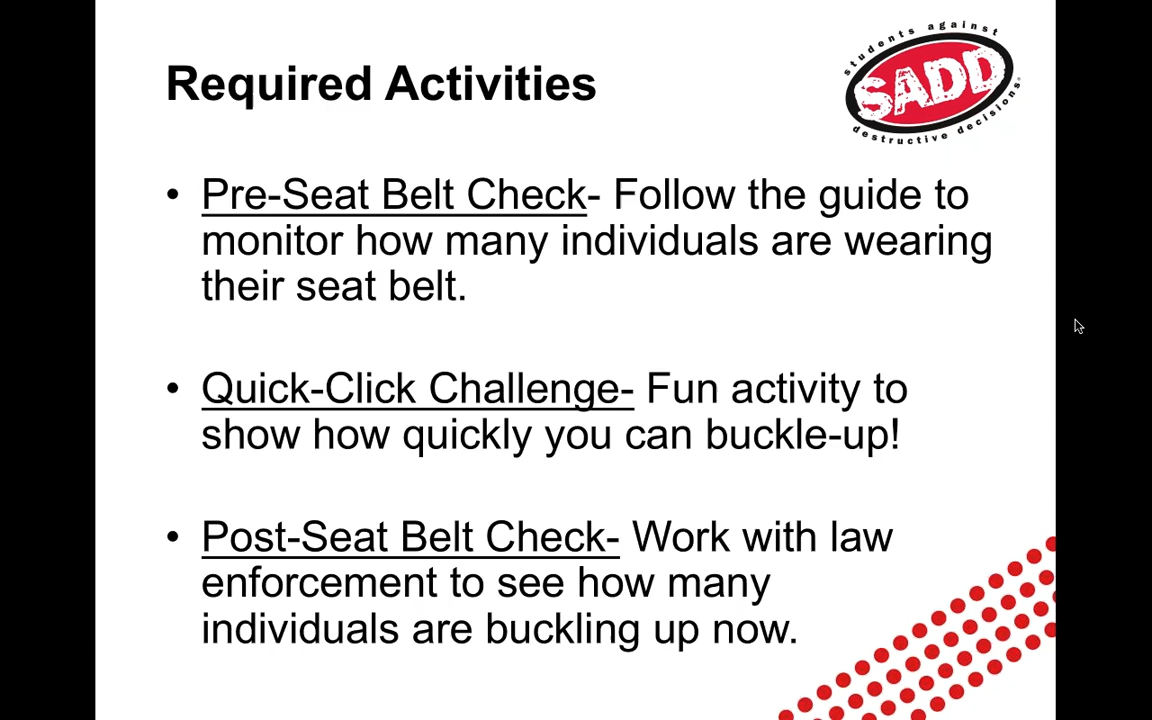 students against
SADD
destructive decisions
Required Activities
• Pre-Seat Belt Check- Follow the guide to
monitor how many individuals are wearing
their seat belt.
• Quick-Click Challenge- Fun activity to
show how quickly you can buckle-up!
• Post-Seat Belt Check- Work with law
enforcement to see how many
individuals are buckling up now.